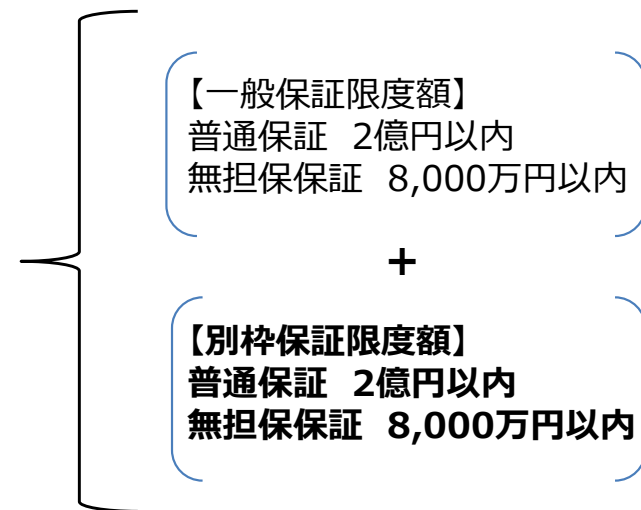 【一般保証限度額】
普通保証 2億円以内
無担保保証 8,000万円以内
+
【別枠保証限度額】
普通保証 2億円以内
無担保保証 8,000万円以内